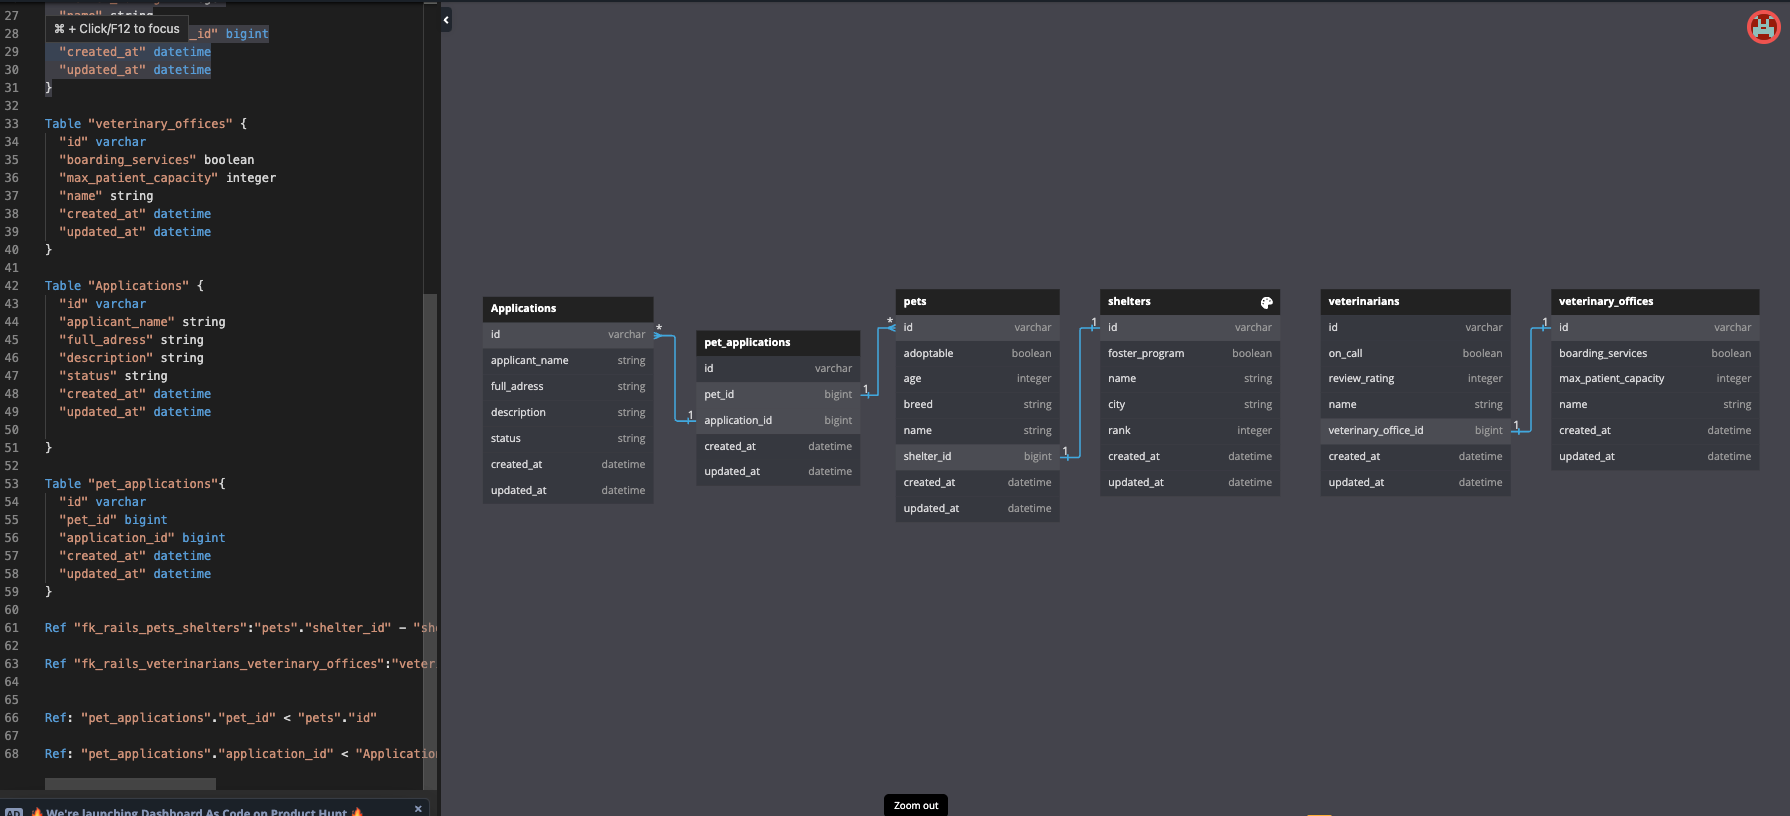 27 "name" string
⌘ + Click/F12 to focus
28 _id" bigint
29 "created_at" datetime
30 "updated_at" datetime
31 }
32
33 Table "veterinary_offices" {
34 "id" varchar
35 "boarding_services" boolean
36 "max_patient_capacity" integer
37 "name" string
38 "created_at" datetime
39 "updated_at" datetime
40 }
41
42 Table "Applications" {
43 "id" varchar
44 "applicant_name" string
45 "full_adress" string
46 "description" string
47 "status" string
48 "created_at" datetime
49 "updated_at" datetime
50
51 }
52
53 Table "pet_applications"{
54 "id" varchar
55 "pet_id" bigint
56 "application_id" bigint
57 "created_at" datetime
58 "updated_at" datetime
59 }
60
61 Ref "fk_rails_pets_shelters":"pets"."shelter_id" - "sh
62
63 Ref "fk_rails_veterinarians_veterinary_offices":"veter
64
65
66 Ref: "pet_applications"."pet_id" < "pets"."id"
67
68 Ref: "pet_applications"."application_id" < "Applicatio
AD 🔥 We're launching Dashboard As Code on Product Hunt 🔥 ×
Applications
id varchar *
applicant_name string
full_adress string
description string
status string
created_at datetime
updated_at datetime
pet_applications
id varchar
pet_id bigint 1
1 application_id bigint
created_at datetime
updated_at datetime
pets
* id varchar
adoptable boolean
age integer
breed string
name string
shelter_id bigint 1
created_at datetime
updated_at datetime
shelters
1 id varchar
foster_program boolean
name string
city string
rank integer
created_at datetime
updated_at datetime
veterinarians
id varchar
on_call boolean
review_rating integer
name string
veterinary_office_id bigint 1
created_at datetime
updated_at datetime
veterinary_offices
1 id varchar
boarding_services boolean
max_patient_capacity integer
name string
created_at datetime
updated_at datetime
Zoom out